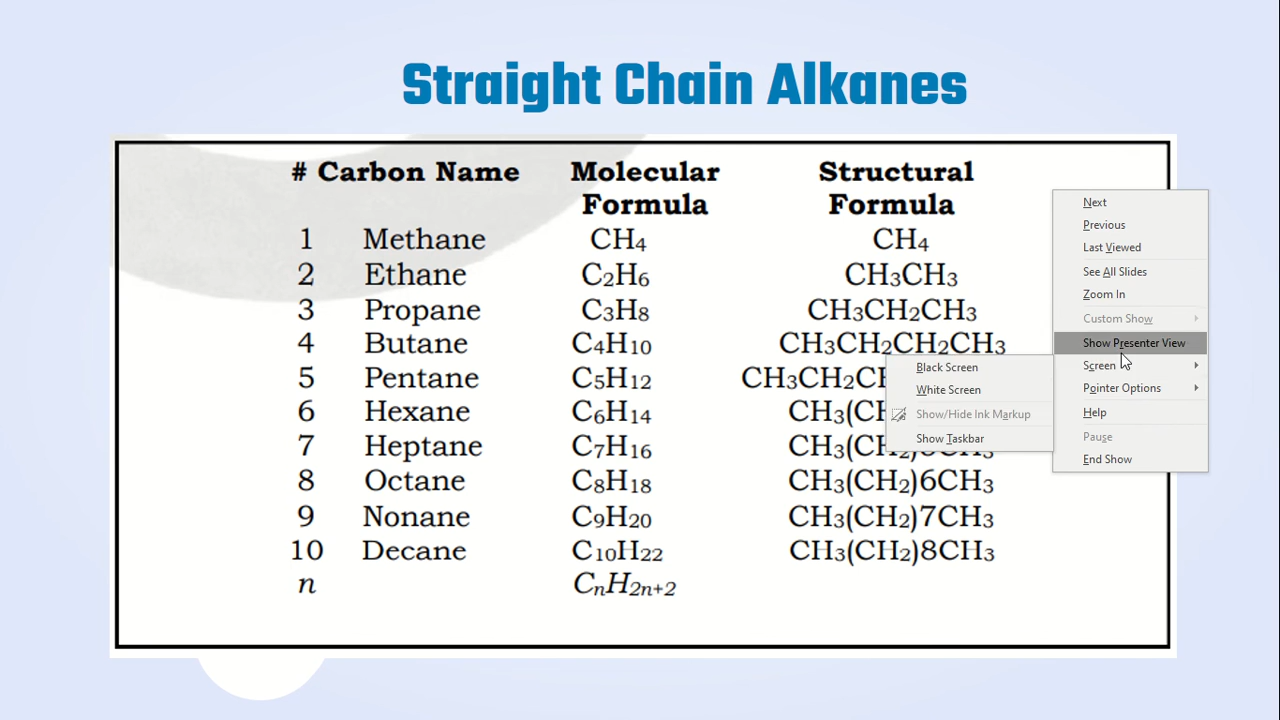 Straight Chain Alkanes
# Carbon Name Molecular Formula Structural Formula
1 Methane CH4 CH4
2 Ethane C2H6 CH3CH3
3 Propane C3H8 CH3CH2CH3
4 Butane C4H10 CH3CH2CH2CH3
5 Pentane C5H12 CH3CH2C
6 Hexane C6H14 CH3(C
7 Heptane C7H16 CH3(
8 Octane C8H18 CH3(CH2)6CH3
9 Nonane C9H20 CH3(CH2)7CH3
10 Decane C10H22 CH3(CH2)8CH3
n CnH2n+2
Next
Previous
Last Viewed
See All Slides
Zoom In
Custom Show
Show Presenter View
Screen
Pointer Options
Help
Pause
End Show
Black Screen
White Screen
Show/Hide Ink Markup
Show Taskbar